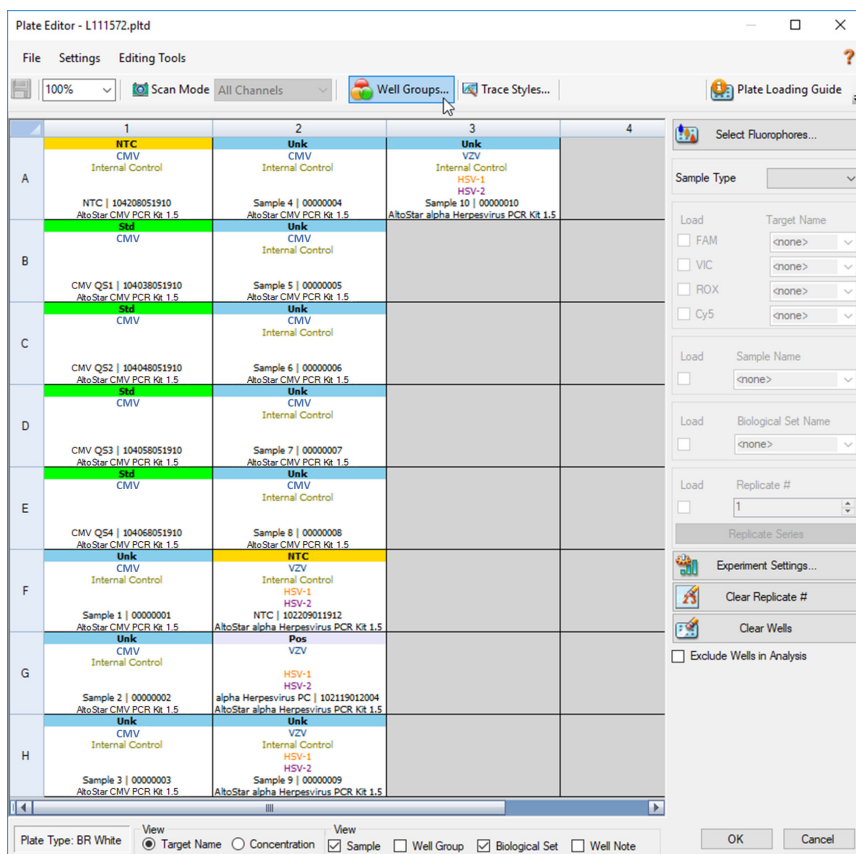 Plate Editor - L111572.pltd
File Settings Editing Tools ?
100% Scan Mode All Channels Well Groups... Trace Styles... Plate Loading Guide
1 2 3 4
A
NTC
CMV
Internal Control
NTC | 104208051910
AltoStar CMV PCR Kit 1.5
Unk
CMV
Internal Control
Sample 4 | 00000004
AltoStar CMV PCR Kit 1.5
Unk
VZV
Internal Control
HSV-1
HSV-2
Sample 10 | 00000010
AltoStar alpha Herpesvirus PCR Kit 1.5
B
Std
CMV
CMV QS1 | 104038051910
AltoStar CMV PCR Kit 1.5
Unk
CMV
Internal Control
Sample 5 | 00000005
AltoStar CMV PCR Kit 1.5
C
Std
CMV
CMV QS2 | 104048051910
AltoStar CMV PCR Kit 1.5
Unk
CMV
Internal Control
Sample 6 | 00000006
AltoStar CMV PCR Kit 1.5
D
Std
CMV
CMV QS3 | 104058051910
AltoStar CMV PCR Kit 1.5
Unk
CMV
Internal Control
Sample 7 | 00000007
AltoStar CMV PCR Kit 1.5
E
Std
CMV
CMV QS4 | 104068051910
AltoStar CMV PCR Kit 1.5
Unk
CMV
Internal Control
Sample 8 | 00000008
AltoStar CMV PCR Kit 1.5
F
Unk
CMV
Internal Control
Sample 1 | 00000001
AltoStar CMV PCR Kit 1.5
NTC
VZV
Internal Control
HSV-1
HSV-2
NTC | 102209011912
AltoStar alpha Herpesvirus PCR Kit 1.5
G
Unk
CMV
Internal Control
Sample 2 | 00000002
AltoStar CMV PCR Kit 1.5
Pos
VZV
HSV-1
HSV-2
alpha Herpesvirus PC | 102119012004
AltoStar alpha Herpesvirus PCR Kit 1.5
H
Unk
CMV
Internal Control
Sample 3 | 00000003
AltoStar CMV PCR Kit 1.5
Unk
VZV
Internal Control
HSV-1
HSV-2
Sample 9 | 00000009
AltoStar alpha Herpesvirus PCR Kit 1.5
Select Fluorophores...
Sample Type
Load Target Name
FAM <none>
VIC <none>
ROX <none>
Cy5 <none>
Load Sample Name
<none>
Load Biological Set Name
<none>
Load Replicate #
1
Replicate Series
Experiment Settings...
Clear Replicate #
Clear Wells
Exclude Wells in Analysis
Plate Type: BR White
View
Target Name Concentration
View
Sample Well Group Biological Set Well Note
OK Cancel